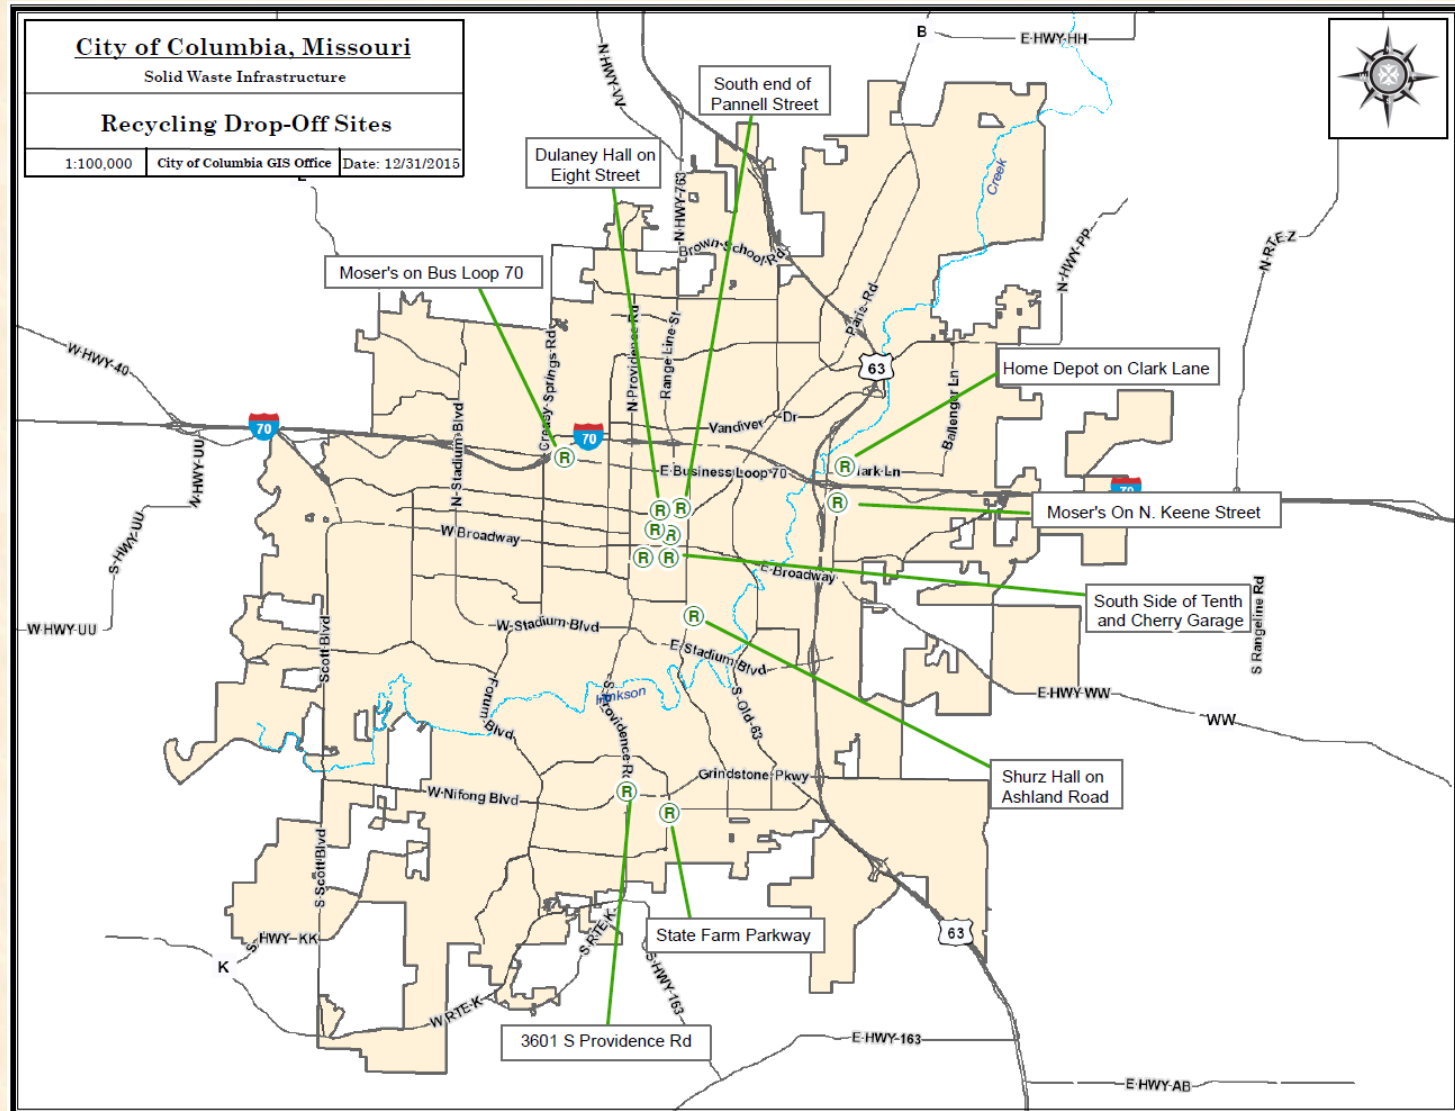 City of Columbia, Missouri
Solid Waste Infrastructure
Recycling Drop-Off Sites
1:100,000
City of Columbia GIS Office
Date: 12/31/2015
B
E HWY HH
N HWY VV
South end of
Pannell Street
Dulaney Hall on
Eight Street
N HWY 763
Creek
Brown School Rd
N HWY PP
N RTE Z
Moser's on Bus Loop 70
Paris Rd
W HWY 40
Creasy Springs Rd
N Providence Rd
Range Line St
63
Home Depot on Clark Lane
Ballenger Ln
N Stadium Blvd
Vandiver Dr
70
70
R
E Business Loop 70
R
lark Ln
70
N HWY UU
S HWY UU
R
R
R
Moser's On N. Keene Street
W Broadway
R
R
R
R
E Broadway
South Side of Tenth
and Cherry Garage
S Rangeline Rd
W HWY UU
Scott Blvd
W Stadium Blvd
R
E Stadium Blvd
Forum Blvd
S Providence Rd
S Old 63
E HWY WW
WW
W Nifong Blvd
R
Grindstone Pkwy
R
Shurz Hall on
Ashland Road
S Scott Blvd
State Farm Parkway
63
S HWY KK
K
S RTE K
S HWY 163
W RTE K
3601 S Providence Rd
E HWY 163
E HWY AB